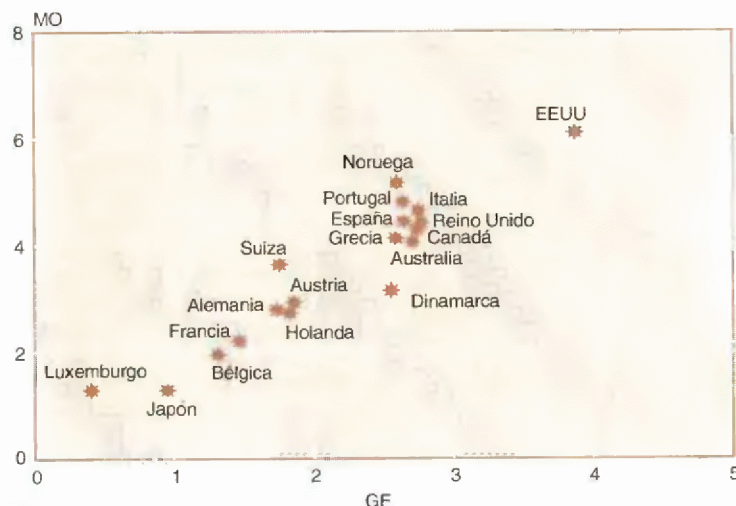 MO
8
EEUU
6
Noruega
Portugal Italia
España Reino Unido
4 Grecia Canadá
Suiza Australia
Austria
Alemania Dinamarca
Holanda
Francia
2
Luxemburgo Bélgica
Japón
0
0 1 2 3 4 5
GE